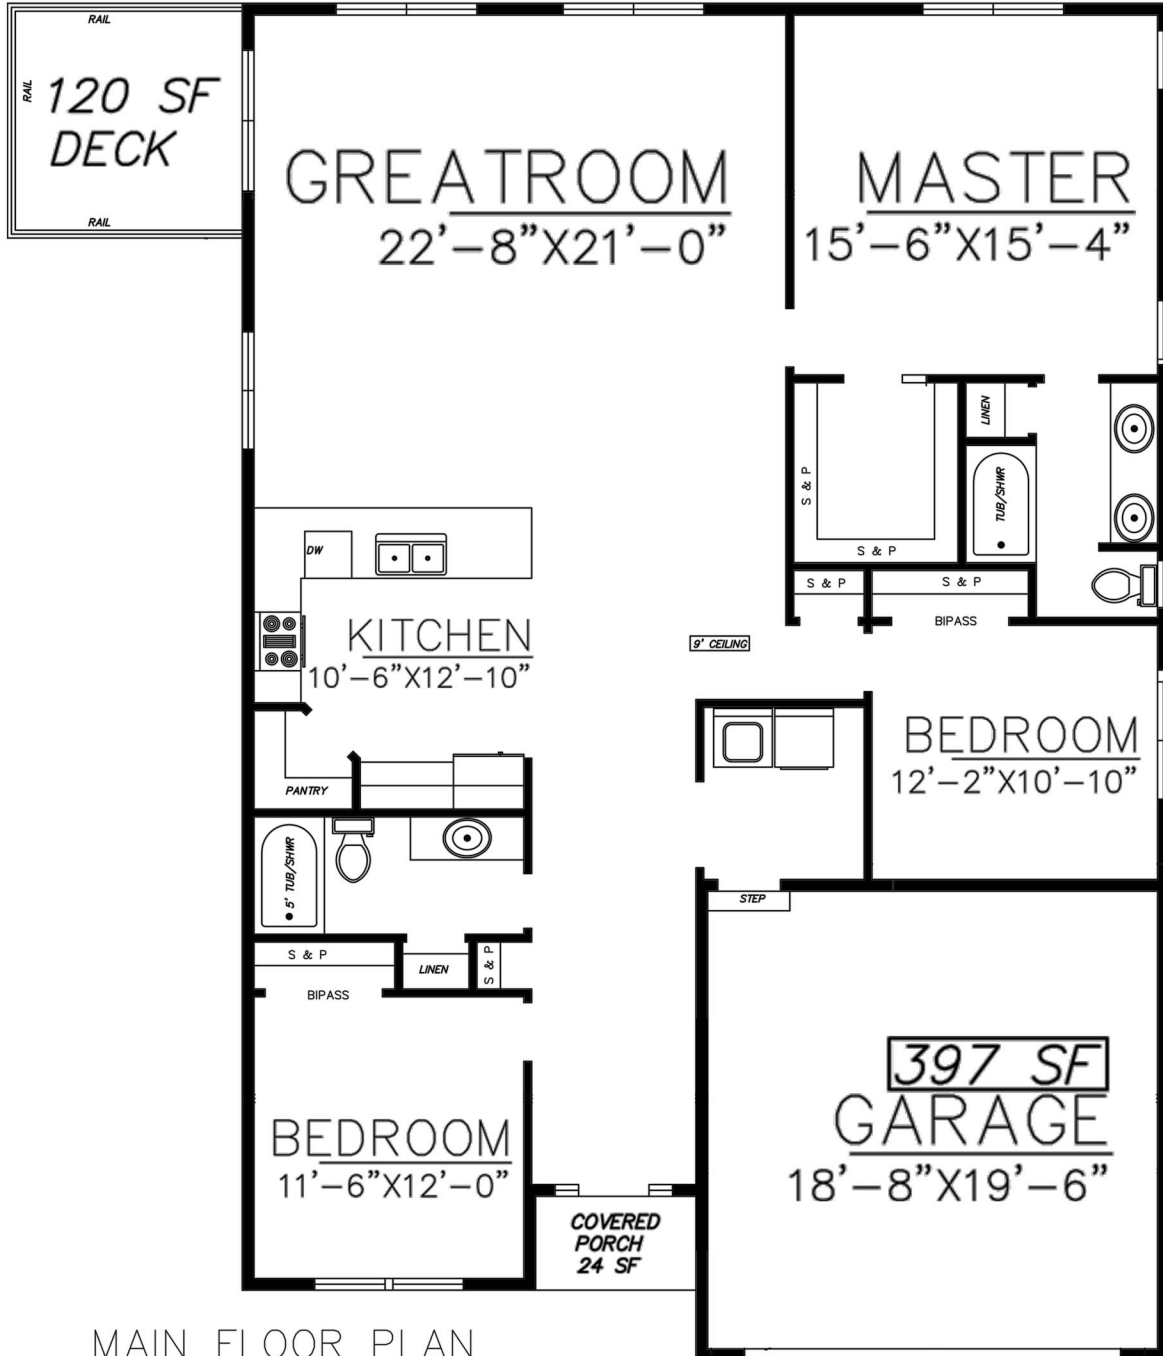 RAIL
RAIL
120 SF
DECK
RAIL
GREATROOM
22'-8"X21'-0"
MASTER
15'-6"X15'-4"
LINEN
S & P
TUB/SHWR
S & P
DW
KITCHEN
10'-6"X12'-10"
S & P
S & P
BIPASS
9' CEILING
BEDROOM
12'-2"X10'-10"
PANTRY
5' TUB/SHWR
STEP
S & P
LINEN
S & P
BIPASS
BEDROOM
11'-6"X12'-0"
397 SF
GARAGE
18'-8"X19'-6"
COVERED
PORCH
24 SF
MAIN FLOOR PLAN